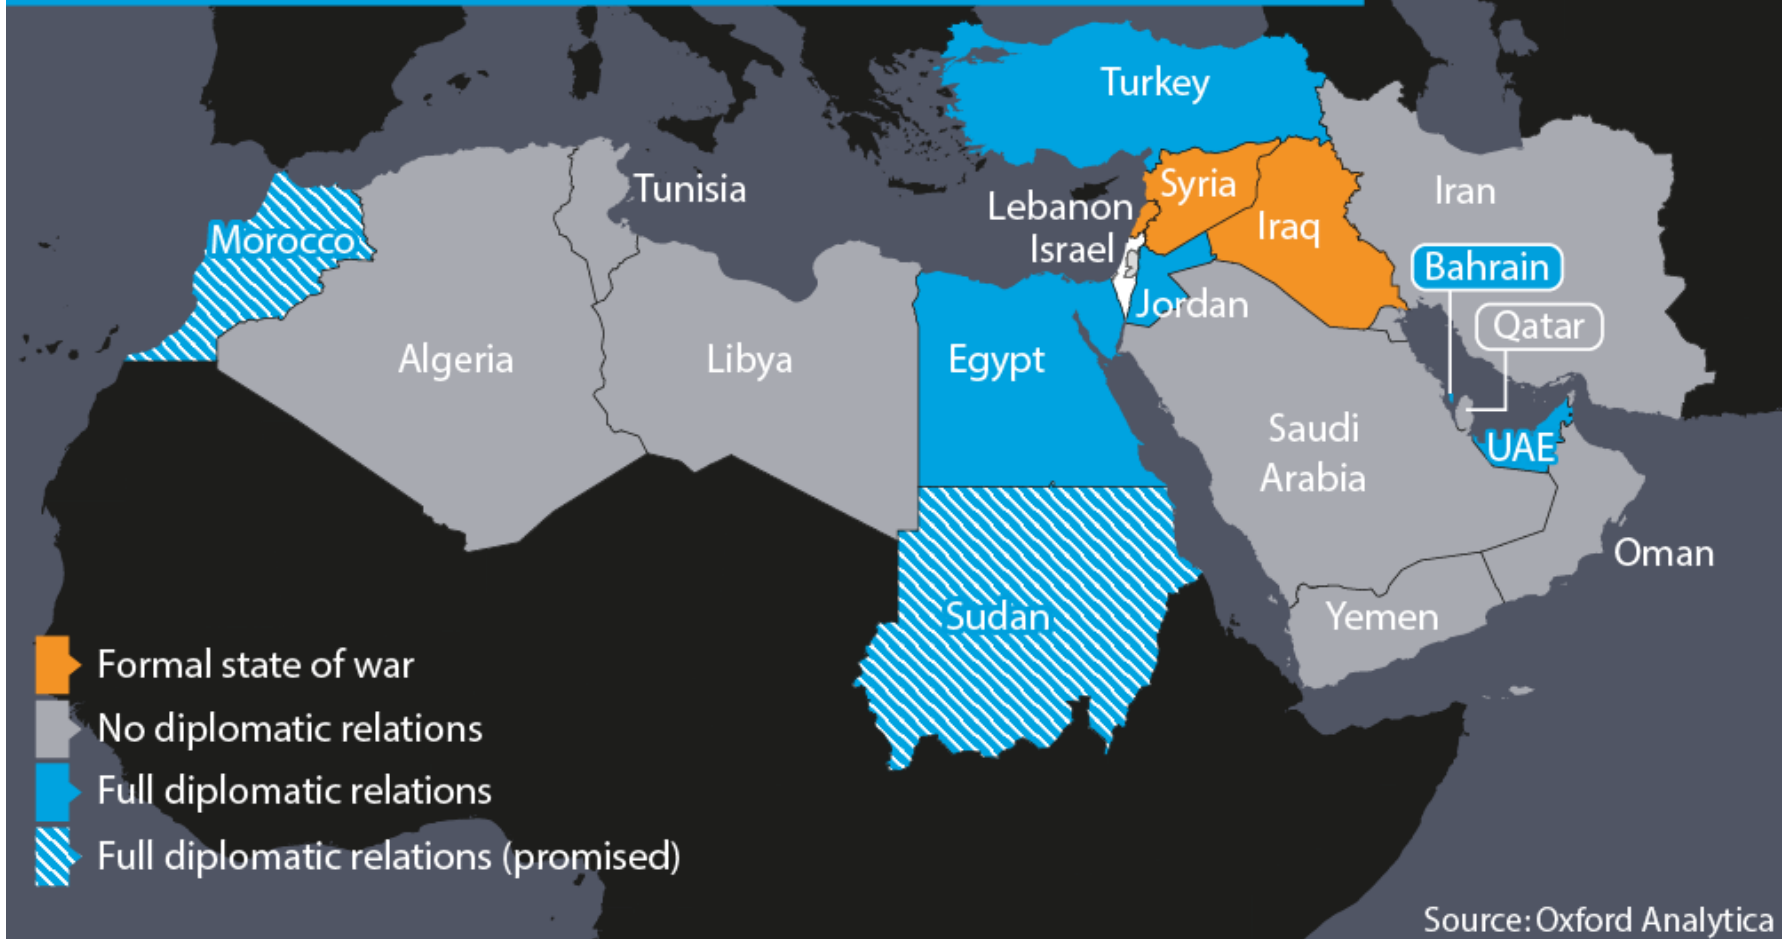 Turkey
Tunisia
Syria
Iran
Lebanon
Iraq
Morocco
Israel
Bahrain
Jordan
Qatar
Algeria
Libya
Egypt
Saudi
Arabia
UAE
Oman
Sudan
Yemen
Formal state of war
No diplomatic relations
Full diplomatic relations
Full diplomatic relations (promised)
Source: Oxford Analytica